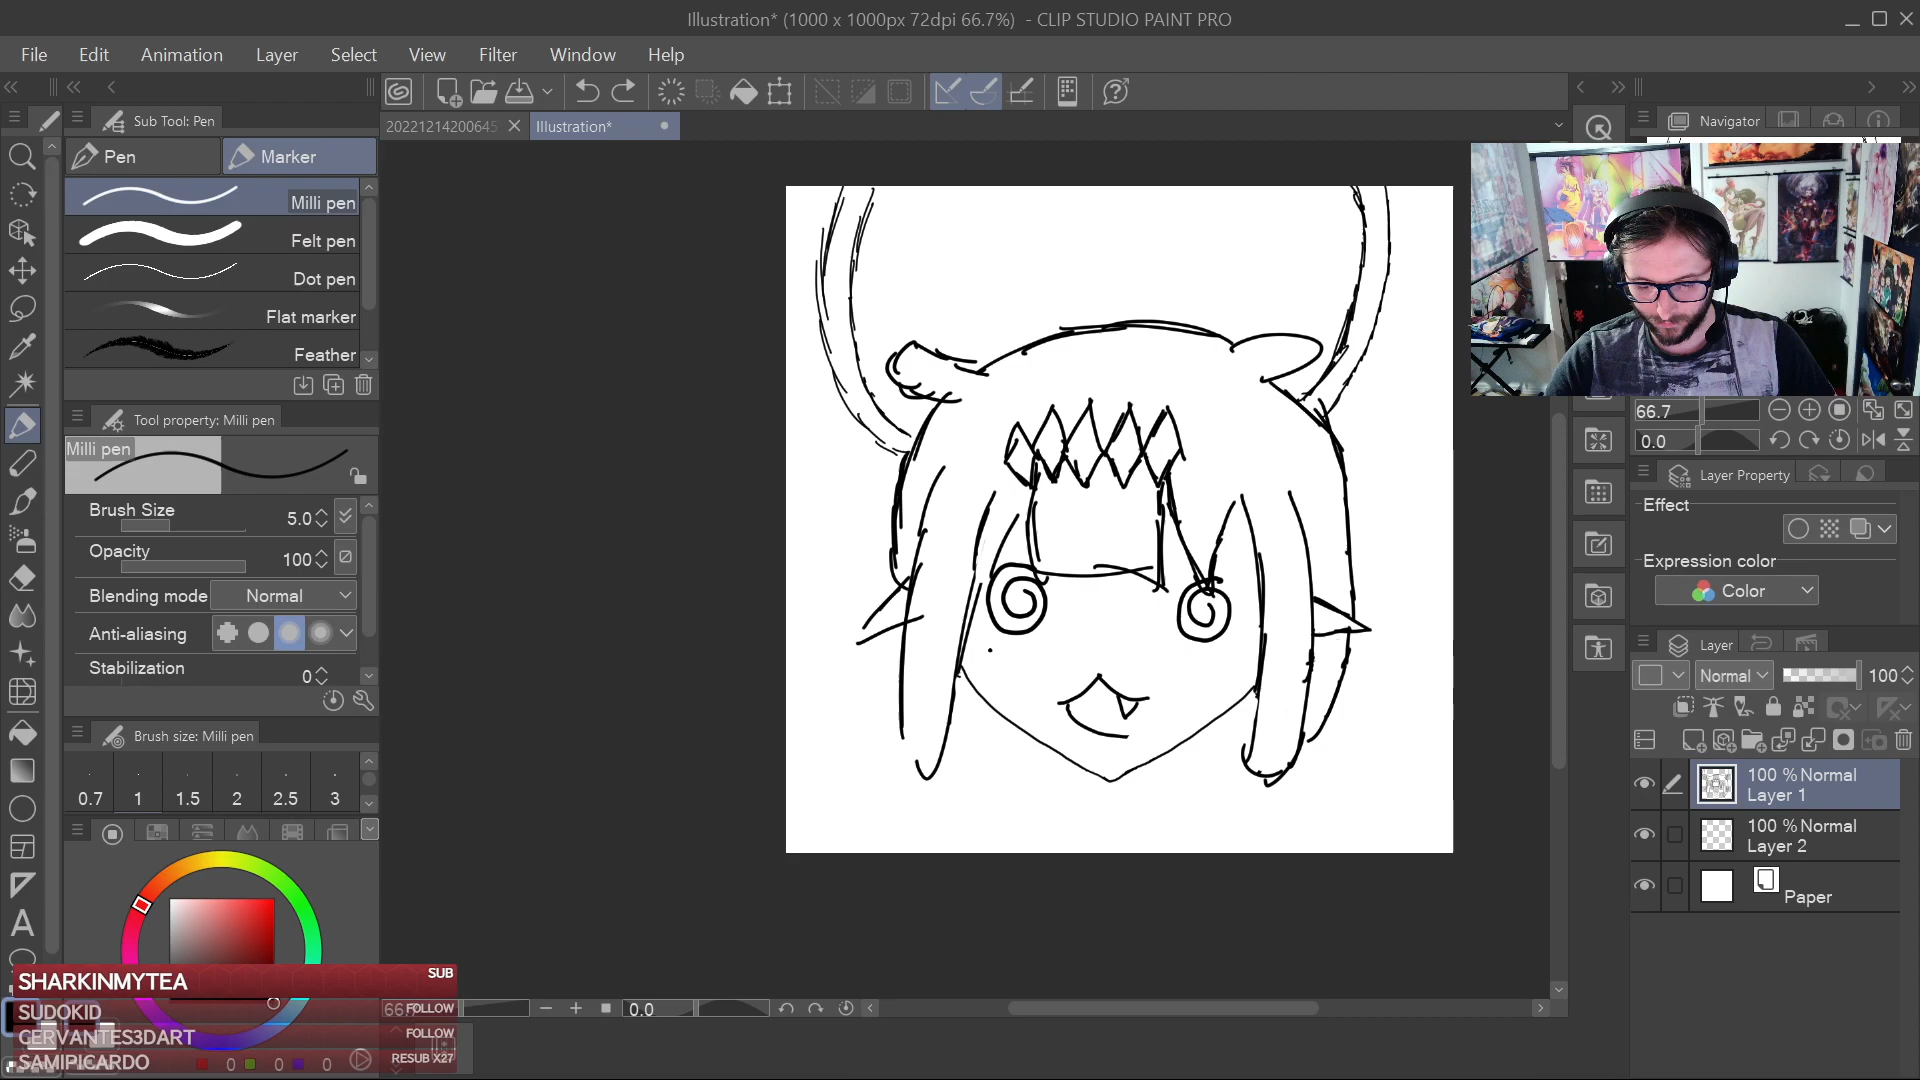 Illustration* (1000 x 1000px 72dpi 66.7%) - CLIP STUDIO PAINT PRO
File Edit Animation Layer Select View Filter Window Help
Sub Tool: Pen
20221214200645
Illustration*
Navigator
Pen
Marker
Milli pen
Felt pen
Dot pen
Flat marker
Feather
Tool property: Milli pen
Milli pen
Brush Size
5.0
Opacity
100
Blending mode
Normal
Anti-aliasing
Stabilization
0
Brush size: Milli pen
0.7 1 1.5 2 2.5 3
66.7
0.0
Layer Property
Effect
Expression color
Color
Layer
Normal
100
100 % Normal
Layer 1
100 % Normal
Layer 2
Paper
SHARKINMYTEA SUB
SUDOKID FOLLOW
CERVANTES3DART FOLLOW
SAMIPICARDO RESUB X27
0 0 0
0.0